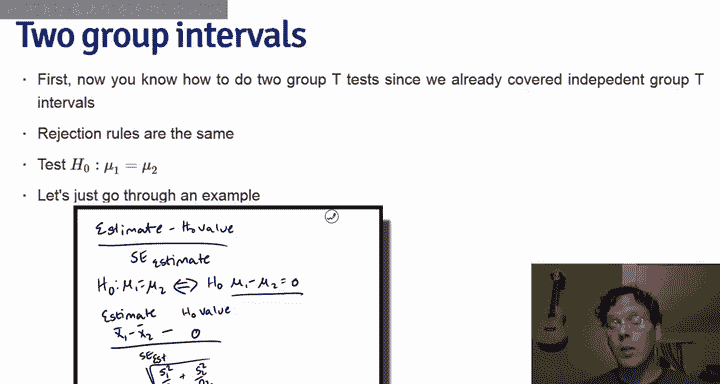 Two group intervals
· First, now you know how to do two group T tests since we already covered indepedent group T
intervals
· Rejection rules are the same
· Test H₀ : μ₁ = μ₂
· Let's just go through an example
Estimate - H₀ value
SE estimate
H₀: μ₁=μ₂ ⟺ H₀ μ₁-μ₂ = 0
Estimate H₀ value
x̄₁-x̄₂ - 0
SE Est
√ S₁² + S₂²